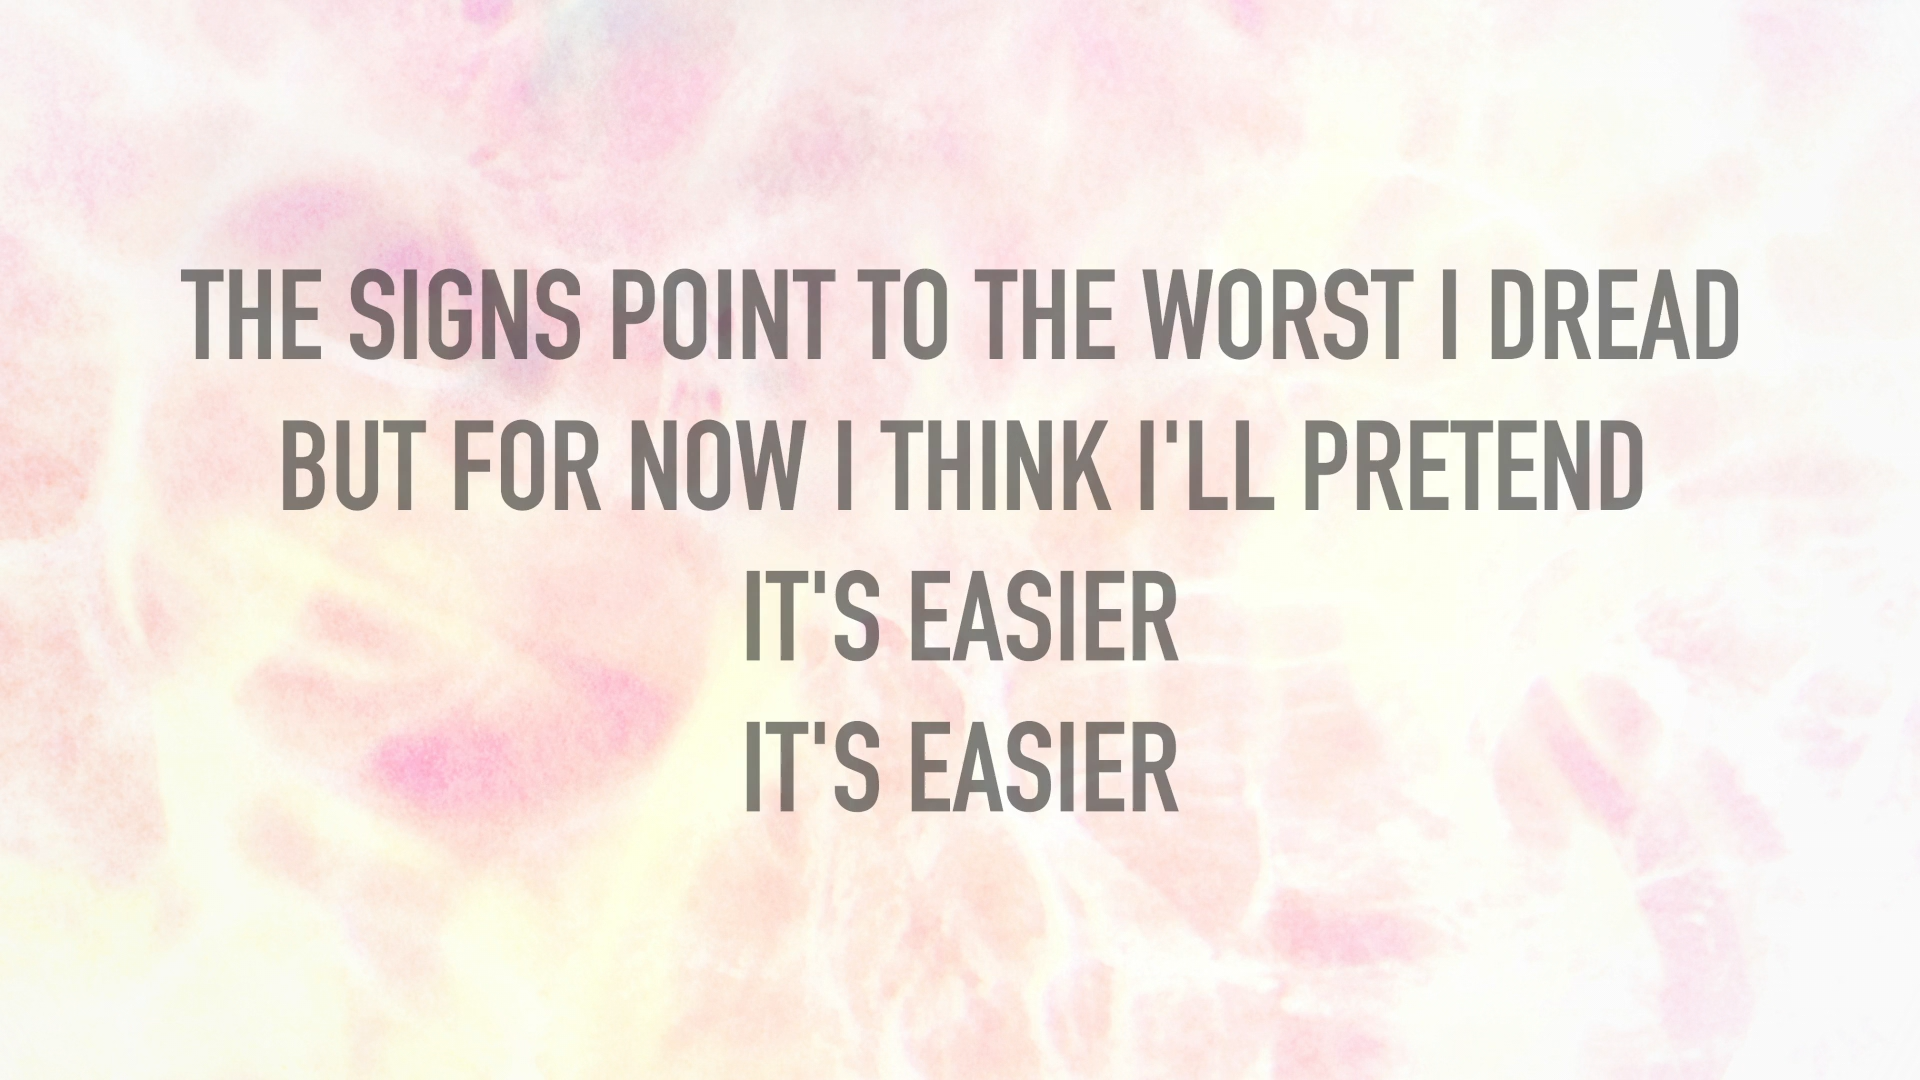 THE SIGNS POINT TO THE WORST I DREAD
BUT FOR NOW I THINK I'LL PRETEND
IT'S EASIER
IT'S EASIER